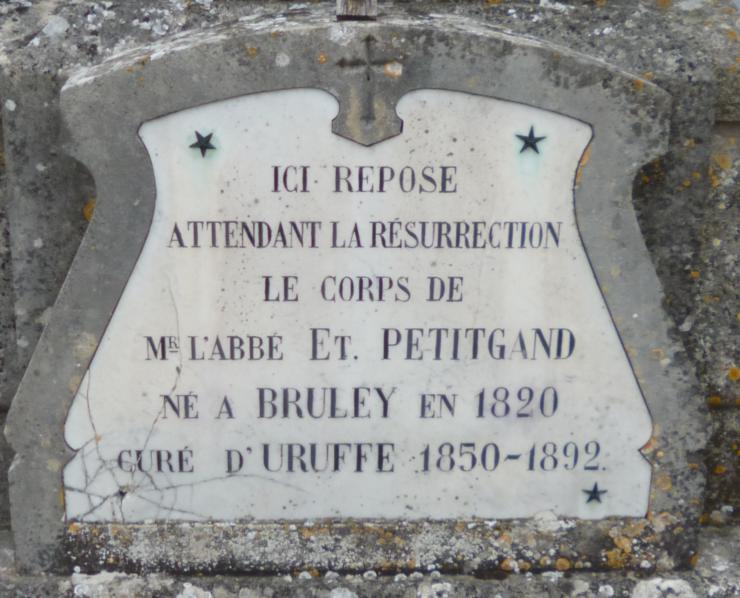 ICI REPOSE
ATTENDANT LA RÉSURRECTION
LE CORPS DE
MR L'ABBÉ ET. PETITGAND
NÉ A BRULEY EN 1820
CURÉ D'URUFFE 1850-1892.